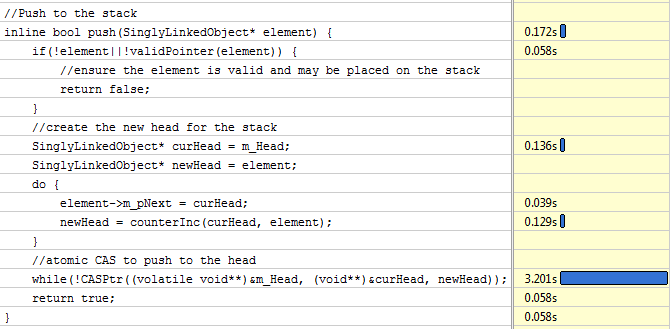 //Push to the stack
inline bool push(SinglyLinkedObject* element) { 0.172s
if(!element||!validPointer(element)) { 0.058s
//ensure the element is valid and may be placed on the stack
return false;
}
//create the new head for the stack
SinglyLinkedObject* curHead = m_Head; 0.136s
SinglyLinkedObject* newHead = element;
do {
element->m_pNext = curHead; 0.039s
newHead = counterInc(curHead, element); 0.129s
}
//atomic CAS to push to the head
while(!CASPtr((volatile void**)&m_Head, (void**)&curHead, newHead)); 3.201s
return true; 0.058s
} 0.058s